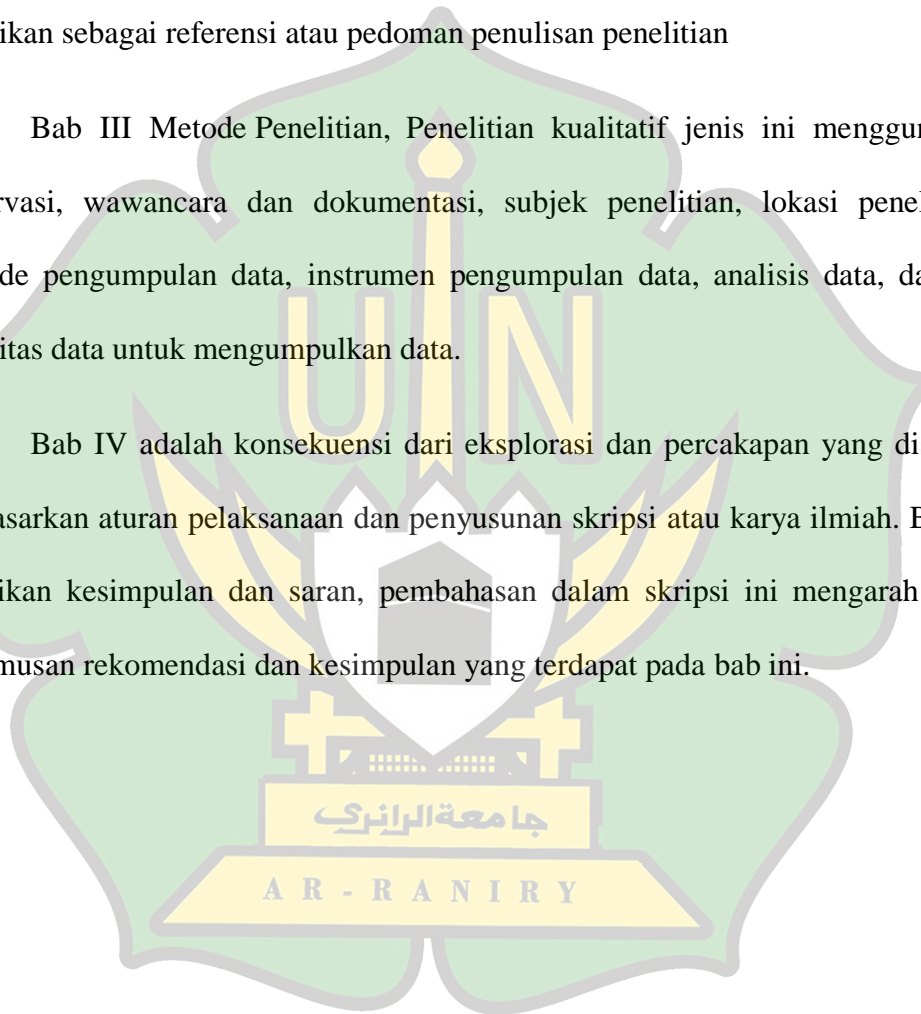 ikan sebagai referensi atau pedoman penulisan penelitian
Bab III Metode Penelitian, Penelitian kualitatif jenis ini menggun
rvasi, wawancara dan dokumentasi, subjek penelitian, lokasi penel
de pengumpulan data, instrumen pengumpulan data, analisis data, da
itas data untuk mengumpulkan data.
UIN
Bab IV adalah konsekuensi dari eksplorasi dan percakapan yang di
asarkan aturan pelaksanaan dan penyusunan skripsi atau karya ilmiah. B
ikan kesimpulan dan saran, pembahasan dalam skripsi ini mengarah
musan rekomendasi dan kesimpulan yang terdapat pada bab ini.
جامعة الرانري
AR-RANIRY